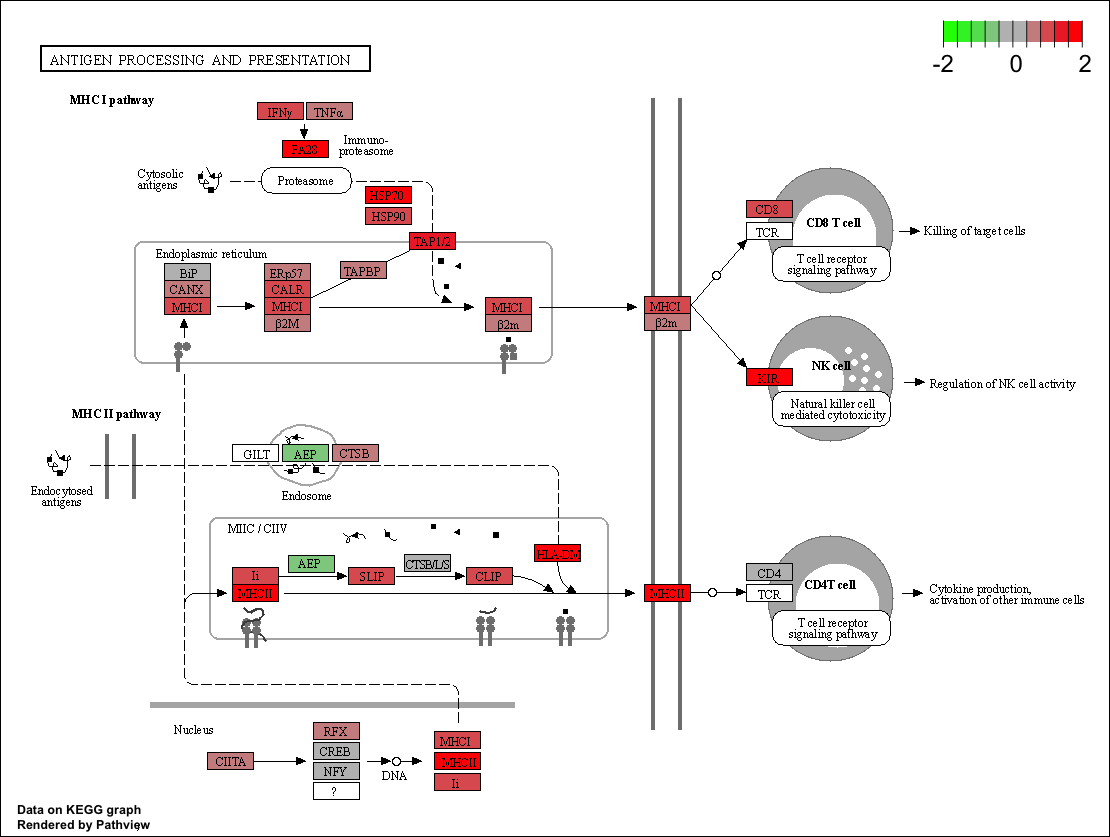 -2 0 2
ANTIGEN PROCESSING AND PRESENTATION
MHC I pathway
IFNγ TNFα
PA28
Immuno-
proteasome
Cytosolic
antigens
Proteasome
HSP70
HSP90
TAP1/2
Endoplasmic reticulum
BiP
CANX
MHCI
ERp57
CALR
MHCI
β2M
TAPBP
MHCI
β2m
MHCI
β2m
CD8
TCR
CD8 T cell
T cell receptor
signaling pathway
Killing of target cells
KIR
NK cell
Natural killer cell
mediated cytotoxicity
Regulation of NK cell activity
MHC II pathway
Endocytosed
antigens
GILT AEP CTSB
Endosome
MIIC / CIIV
Ii
MHCII
AEP
SLIP
CTSB/L/S
CLIP
HLA-DM
MHCII
CD4
TCR
CD4T cell
T cell receptor
signaling pathway
Cytokine production,
activation of other immune cells
Nucleus
CIITA
RFX
CREB
NFY
?
DNA
MHCI
MHCII
Ii
Data on KEGG graph
Rendered by Pathview